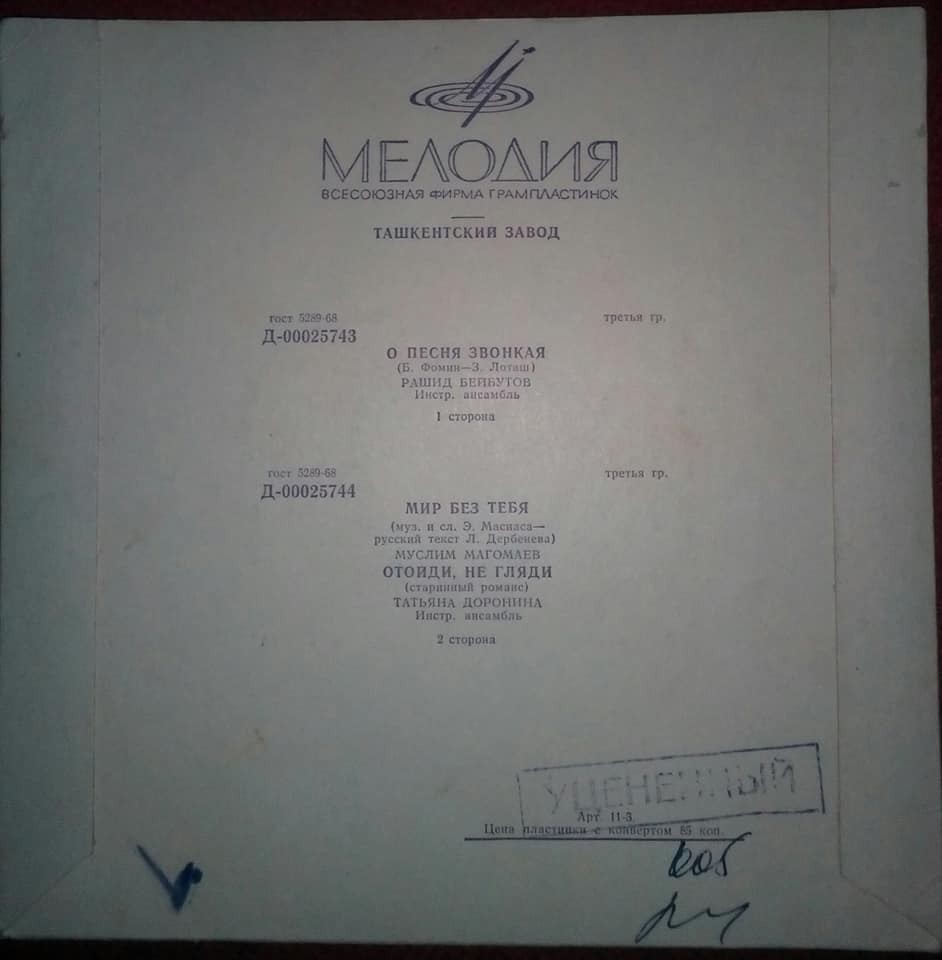 МЕЛОДИЯ
ВСЕСОЮЗНАЯ ФИРМА ГРАМПЛАСТИНОК
ТАШКЕНТСКИЙ ЗАВОД
гост 5289-68 третья гр.
Д-00025743
О ПЕСНЯ ЗВОНКАЯ
(Б. Фомин—З. Лоташ)
РАШИД БЕЙБУТОВ
Инстр. ансамбль
1 сторона
гост 5289-68 третья гр.
Д-00025744
МИР БЕЗ ТЕБЯ
(муз. и сл. Э. Масиаса—
русский текст Л. Дербенева)
МУСЛИМ МАГОМАЕВ
ОТОЙДИ, НЕ ГЛЯДИ
(старинный романс)
ТАТЬЯНА ДОРОНИНА
Инстр. ансамбль
2 сторона
УЦЕНЕННЫЙ
Арт. 11-3.
Цена пластинки с конвертом 85 коп.